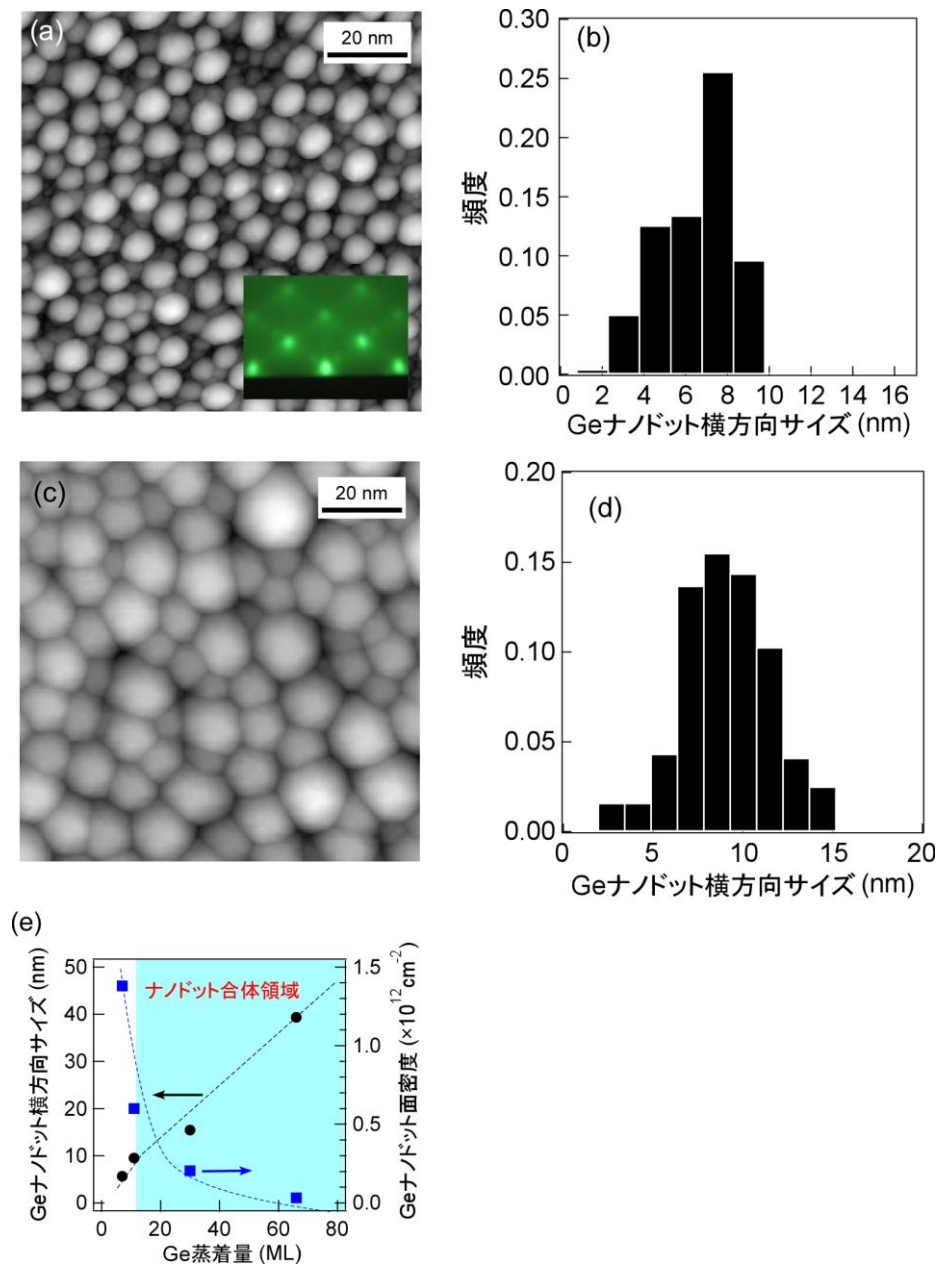 (a)
20 nm
(b)
0.30
0.25
0.20
0.15
0.10
0.05
0.00
頻度
2 4 6 8 10 12 14 16
Geナノドット横方向サイズ (nm)
(c)
20 nm
(d)
0.20
0.15
0.10
0.05
0.00
頻度
0 5 10 15 20
Geナノドット横方向サイズ (nm)
(e)
Geナノドット横方向サイズ (nm)
50
40
30
20
10
0
ナノドット合体領域
1.5
1.0
0.5
0.0
Geナノドット面密度 (×10¹²cm⁻²)
0 20 40 60 80
Ge蒸着量 (ML)